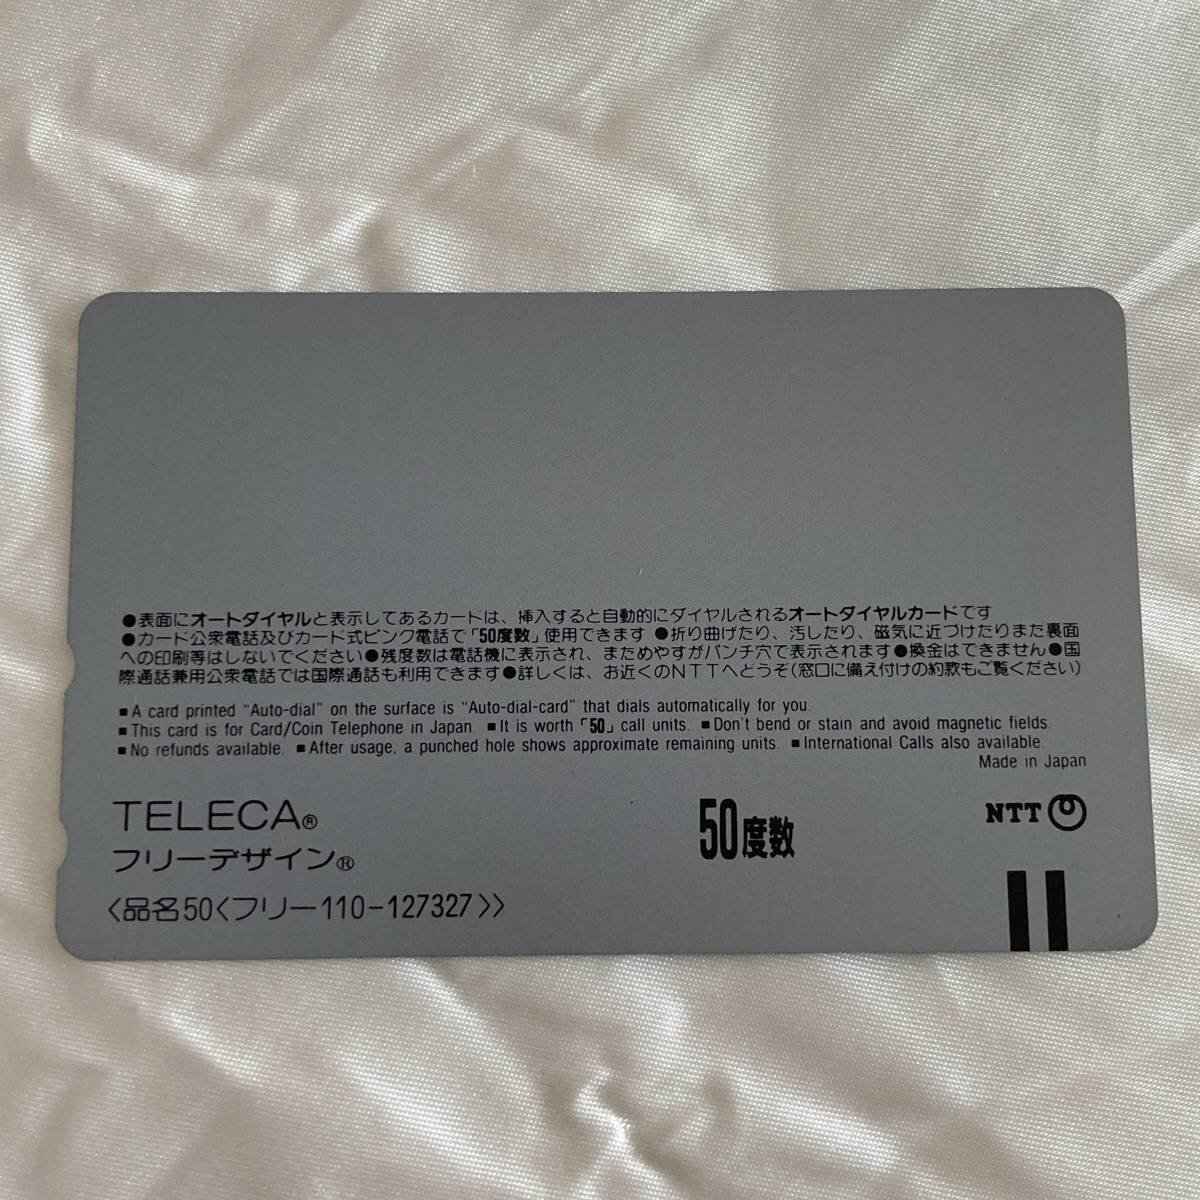 ●表面にオートダイヤルと表示してあるカードは、挿入すると自動的にダイヤルされるオートダイヤルカードです
●カード公衆電話及びカード式ピンク電話で「50度数」使用できます ●折り曲げたり、汚したり、磁気に近づけたりまた裏面
への印刷等はしないでください●残度数は電話機に表示され、まためやすがパンチ穴で表示されます●換金はできません●国
際通話兼用公衆電話では国際通話も利用できます●詳しくは、お近くのNTTへどうぞ(窓口に備え付けの約款もご覧ください)
■A card printed "Auto-dial" on the surface is "Auto-dial-card" that dials automatically for you.
■This card is for Card/Coin Telephone in Japan. ■It is worth「50」call units. ■Don't bend or stain and avoid magnetic fields.
■No refunds available. ■After usage, a punched hole shows approximate remaining units. ■International Calls also available.
Made in Japan
TELECA®
フリーデザイン®
50度数
NTT
〈品名50〈フリー110-127327〉〉